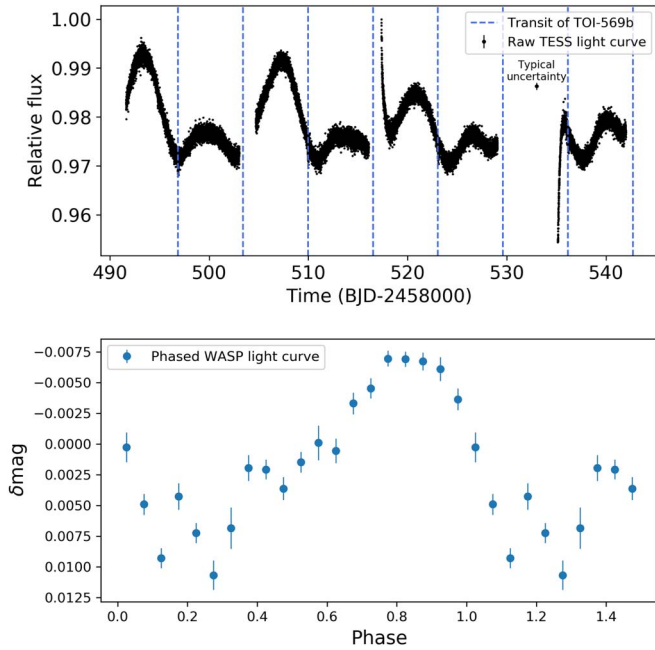 1.00
0.99
0.98
0.97
0.96
Relative flux
Transit of TOI-569b
Raw TESS light curve
Typical
uncertainty
490 500 510 520 530 540
Time (BJD-2458000)
−0.0075
−0.0050
−0.0025
0.0000
0.0025
0.0050
0.0075
0.0100
0.0125
δmag
Phased WASP light curve
0.0 0.2 0.4 0.6 0.8 1.0 1.2 1.4
Phase